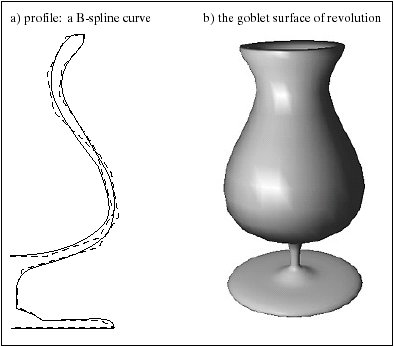 a) profile: a B-spline curve
b) the goblet surface of revolution